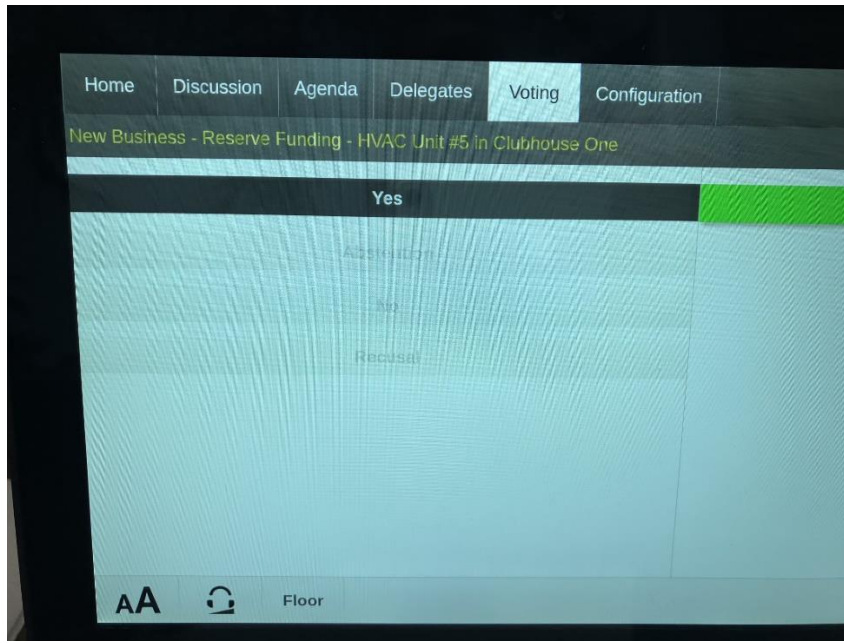 Home Discussion Agenda Delegates Voting Configuration
New Business - Reserve Funding - HVAC Unit #5 in Clubhouse One
Yes
Abstention
No
Recusal
AA Floor